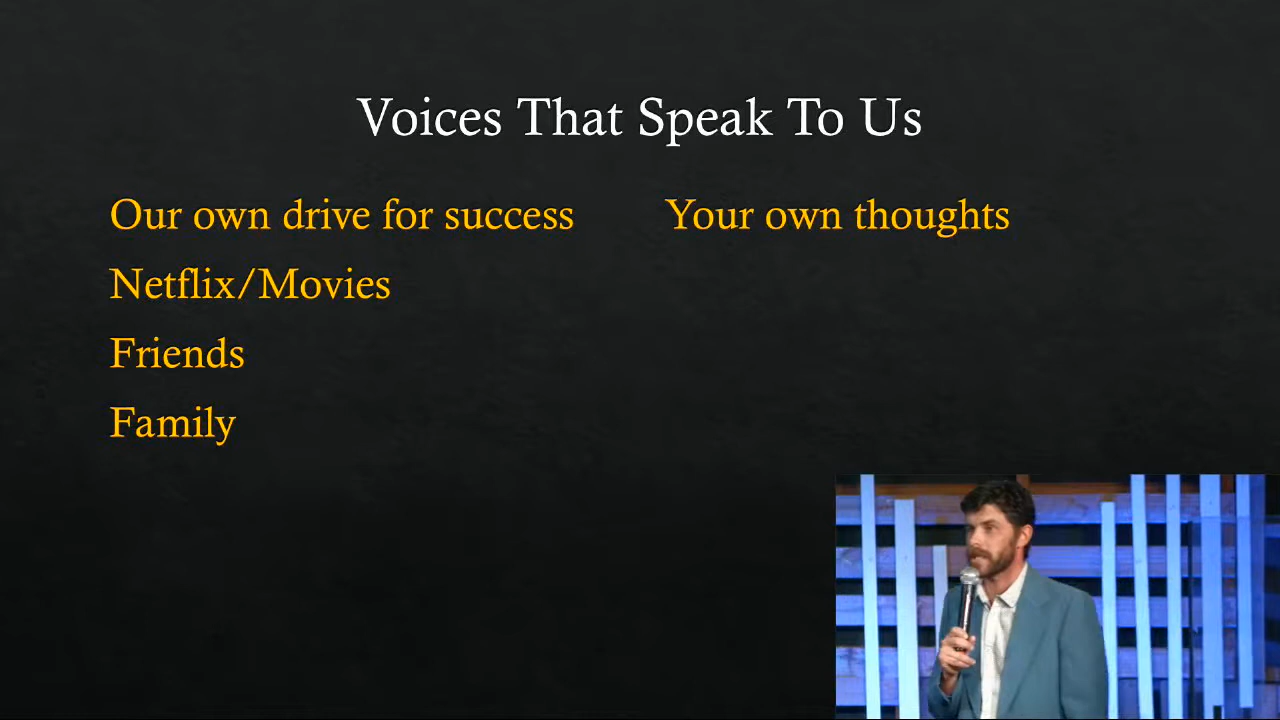 Voices That Speak To Us
Our own drive for success
Netflix/Movies
Friends
Family
Your own thoughts